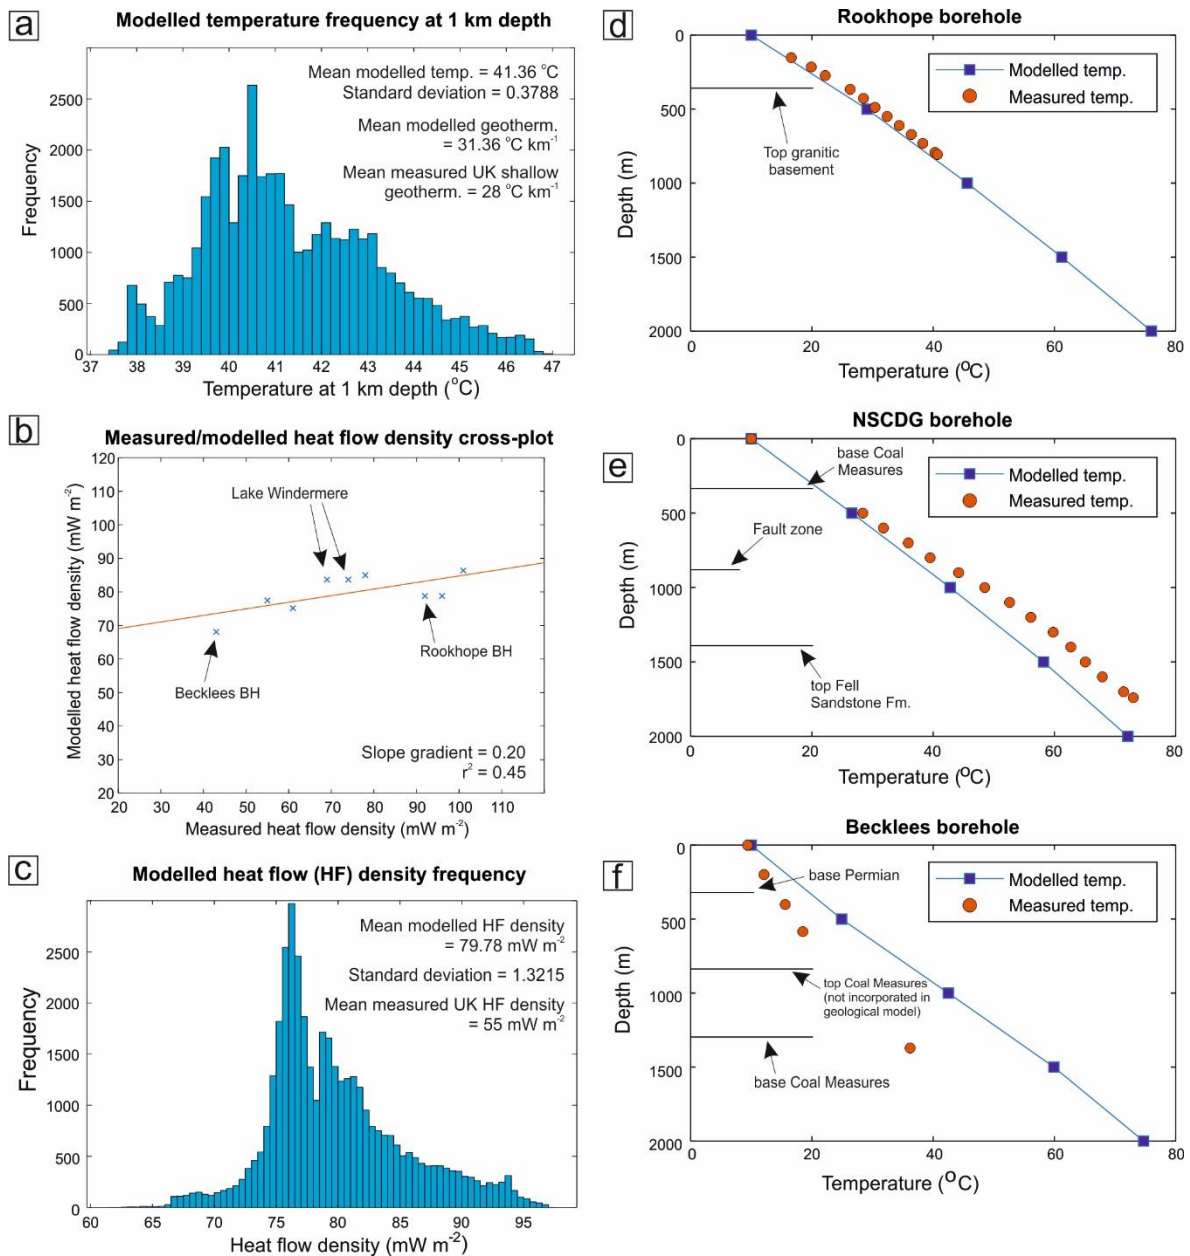 a
Modelled temperature frequency at 1 km depth
Mean modelled temp. = 41.36 °C
Standard deviation = 0.3788
Mean modelled geotherm.
= 31.36 °C km⁻¹
Mean measured UK shallow
geotherm. = 28 °C km⁻¹
Frequency
2500
2000
1500
1000
500
0
37 38 39 40 41 42 43 44 45 46 47
Temperature at 1 km depth (°C)
b
Measured/modelled heat flow density cross-plot
Modelled heat flow density (mW m⁻²)
120
110
100
90
80
70
60
50
40
30
20
Lake Windermere
Rookhope BH
Becklees BH
Slope gradient = 0.20
r² = 0.45
20 30 40 50 60 70 80 90 100 110
Measured heat flow density (mW m⁻²)
c
Modelled heat flow (HF) density frequency
Mean modelled HF density
= 79.78 mW m⁻²
Standard deviation = 1.3215
Mean measured UK HF density
= 55 mW m⁻²
Frequency
2500
2000
1500
1000
500
0
60 65 70 75 80 85 90 95
Heat flow density (mW m⁻²)
d
Rookhope borehole
Depth (m)
0
500
1000
1500
2000
Modelled temp.
Measured temp.
Top granitic
basement
0 20 40 60 80
Temperature (°C)
e
NSCDG borehole
Depth (m)
0
500
1000
1500
2000
base Coal
Measures
Modelled temp.
Measured temp.
Fault zone
top Fell
Sandstone Fm.
0 20 40 60 80
Temperature (°C)
f
Becklees borehole
Depth (m)
0
500
1000
1500
2000
base Permian
Modelled temp.
Measured temp.
top Coal Measures
(not incorporated in
geological model)
base Coal Measures
0 20 40 60 80
Temperature (°C)